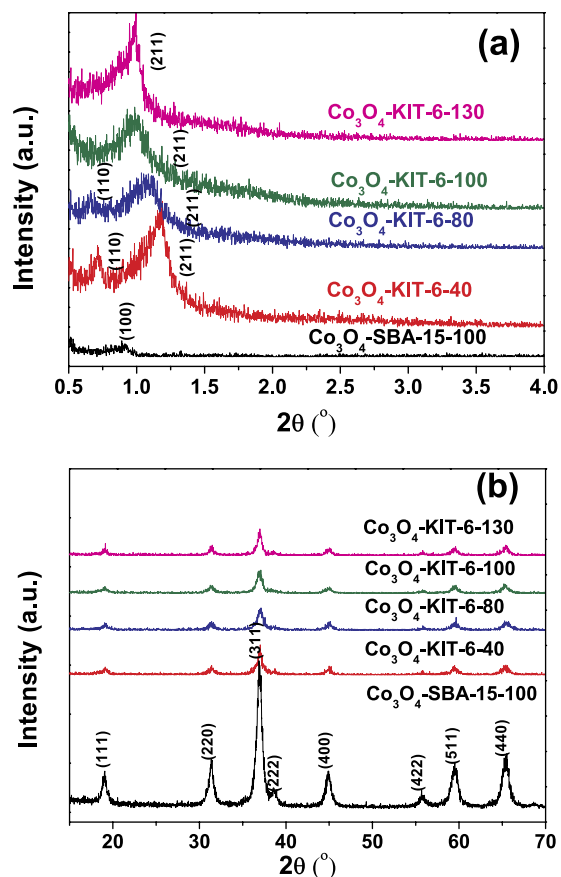 (a)
(211)
Co₃O₄-KIT-6-130
(211)
Co₃O₄-KIT-6-100
(110)
(211)
Co₃O₄-KIT-6-80
(110)
(211)
Co₃O₄-KIT-6-40
(100)
Co₃O₄-SBA-15-100
Intensity (a.u.)
0.5 1.0 1.5 2.0 2.5 3.0 3.5 4.0
2θ (°)
(b)
Co₃O₄-KIT-6-130
Co₃O₄-KIT-6-100
Co₃O₄-KIT-6-80
Co₃O₄-KIT-6-40
Co₃O₄-SBA-15-100
(111) (220) (311) (222) (400) (422) (511) (440)
Intensity (a.u.)
20 30 40 50 60 70
2θ (°)